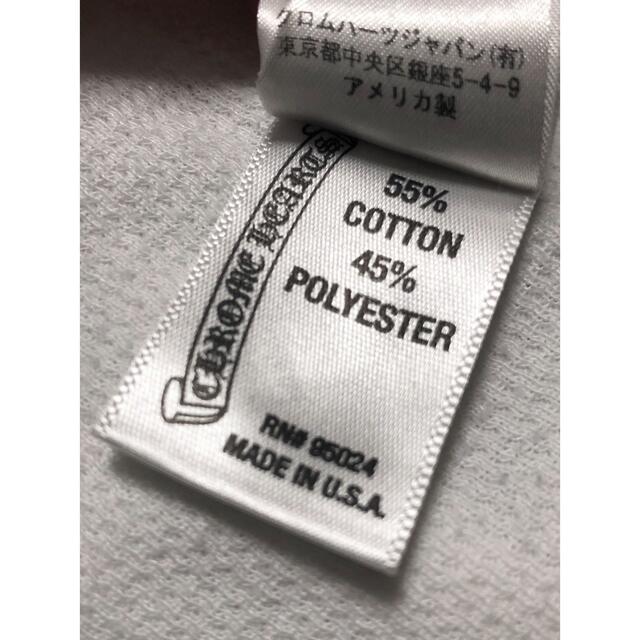 クロムハーツジャパン(有)
東京都中央区銀座5-4-9
アメリカ製
CHROME HEARTS
55%
COTTON
45%
POLYESTER
RN# 95024
MADE IN U.S.A.